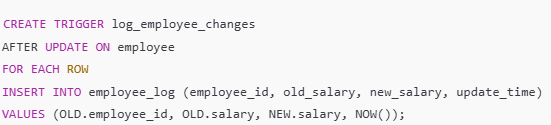 CREATE TRIGGER log_employee_changes
AFTER UPDATE ON employee
FOR EACH ROW
INSERT INTO employee_log (employee_id, old_salary, new_salary, update_time)
VALUES (OLD.employee_id, OLD.salary, NEW.salary, NOW());